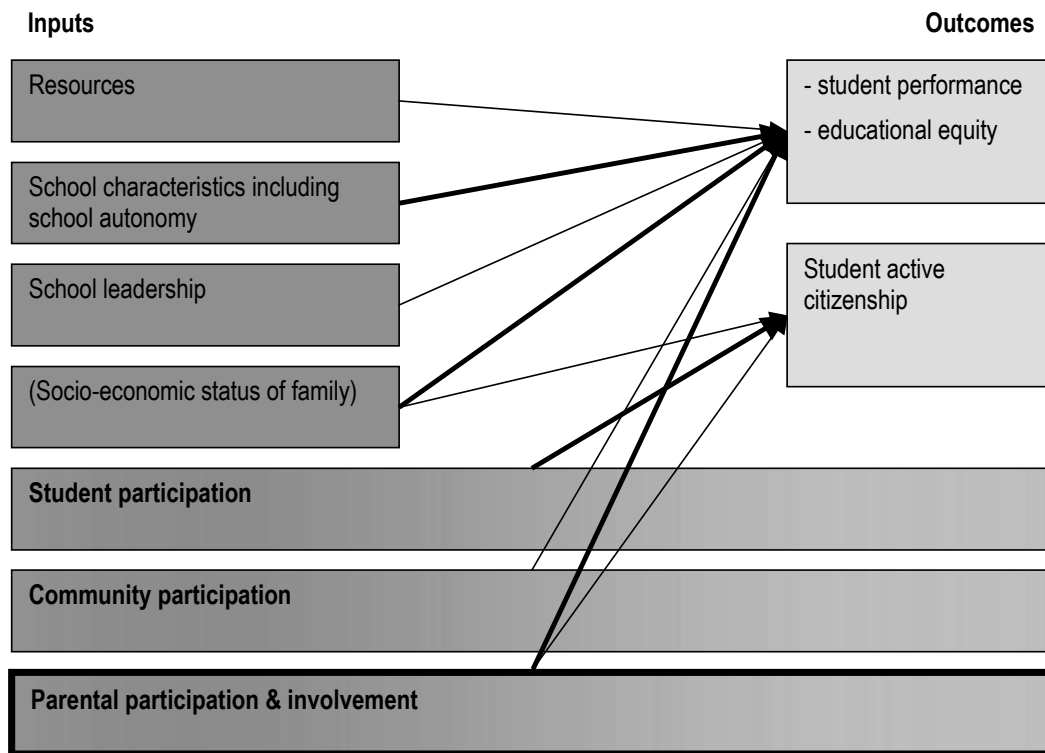 Inputs
Outcomes
Resources
- student performance
- educational equity
School characteristics including
school autonomy
School leadership
Student active
citizenship
(Socio-economic status of family)
Student participation
Community participation
Parental participation & involvement